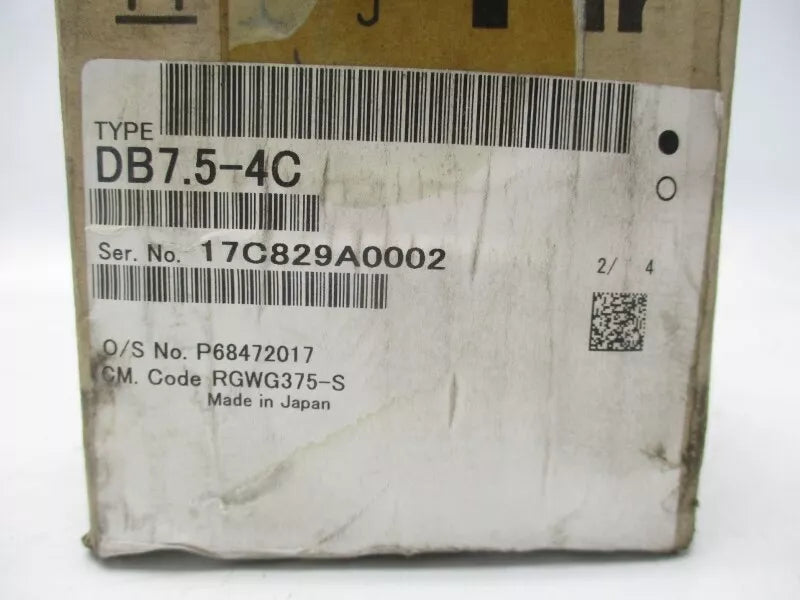 J
TYPE
DB7.5-4C
Ser. No. 17C829A0002
2/ 4
O/S No. P68472017
CM. Code RGWG375-S
Made in Japan